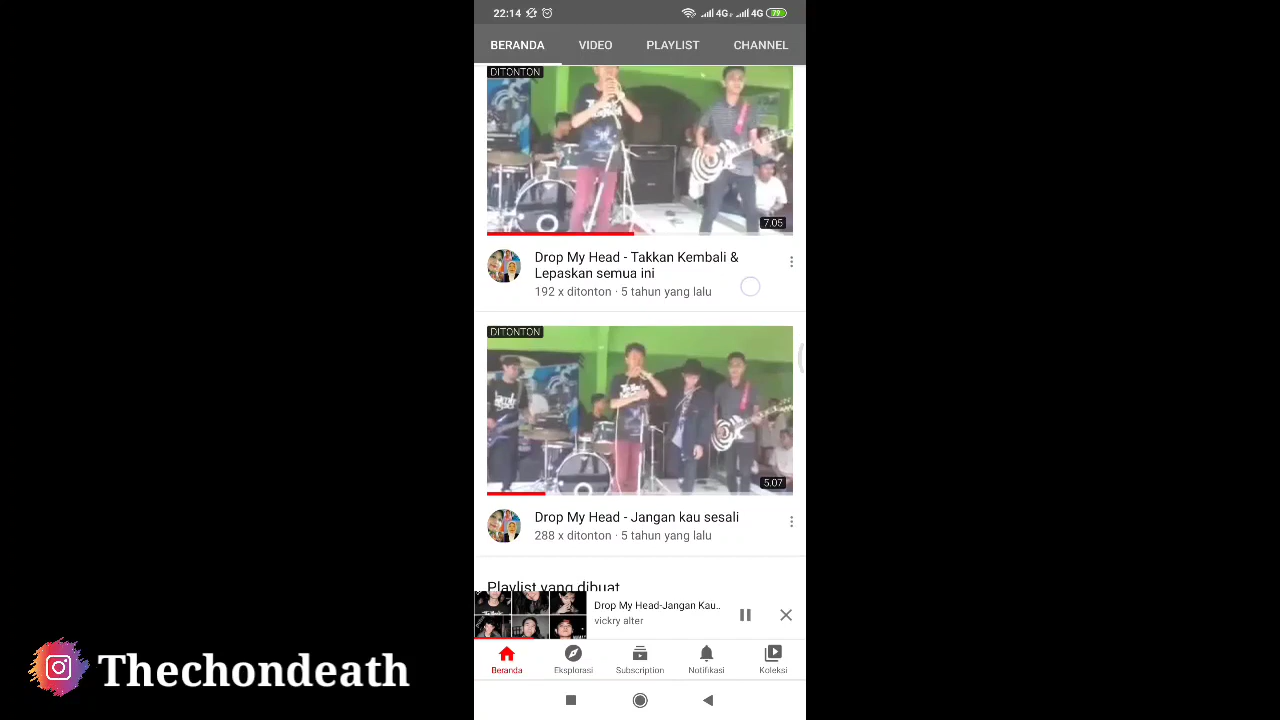 22:14 4G 4G 79
BERANDA VIDEO PLAYLIST CHANNEL
DITONTON
7.05
Drop My Head - Takkan Kembali &
Lepaskan semua ini
192 x ditonton · 5 tahun yang lalu
DITONTON
5.07
Drop My Head - Jangan kau sesali
288 x ditonton · 5 tahun yang lalu
Playlist yang dibuat
Drop My Head-Jangan Kau..
vickry alter
Beranda Eksplorasi Subscription Notifikasi Koleksi
Thechondeath